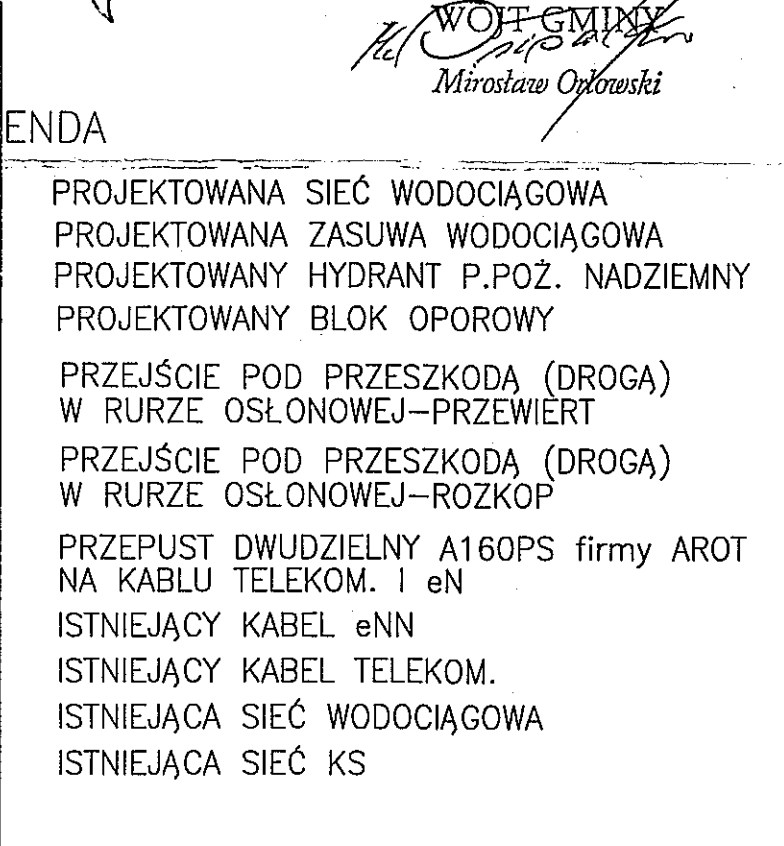 WÓJT GMINY
Mirosław Orłowski
ENDA
PROJEKTOWANA SIEĆ WODOCIĄGOWA
PROJEKTOWANA ZASUWA WODOCIĄGOWA
PROJEKTOWANY HYDRANT P.POŻ. NADZIEMNY
PROJEKTOWANY BLOK OPOROWY
PRZEJŚCIE POD PRZESZKODĄ (DROGĄ)
W RURZE OSŁONOWEJ–PRZEWIERT
PRZEJŚCIE POD PRZESZKODĄ (DROGĄ)
W RURZE OSŁONOWEJ–ROZKOP
PRZEPUST DWUDZIELNY A160PS firmy AROT
NA KABLU TELEKOM. I eN
ISTNIEJĄCY KABEL eNN
ISTNIEJĄCY KABEL TELEKOM.
ISTNIEJĄCA SIEĆ WODOCIĄGOWA
ISTNIEJĄCA SIEĆ KS